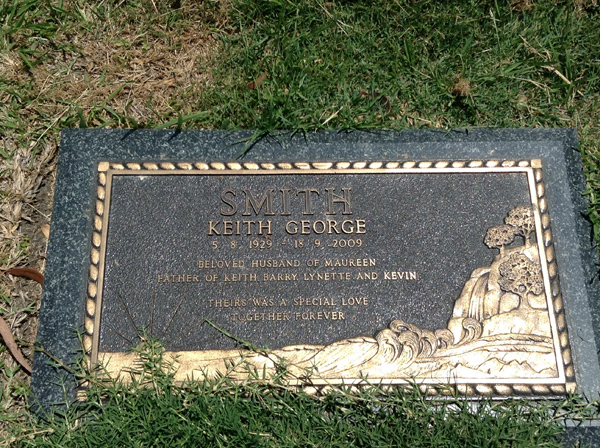 SMITH
KEITH GEORGE
5. 8. 1929 - 18. 9. 2009
BELOVED HUSBAND OF MAUREEN
FATHER OF KEITH, BARRY, LYNETTE AND KEVIN
THEIRS WAS A SPECIAL LOVE
TOGETHER FOREVER